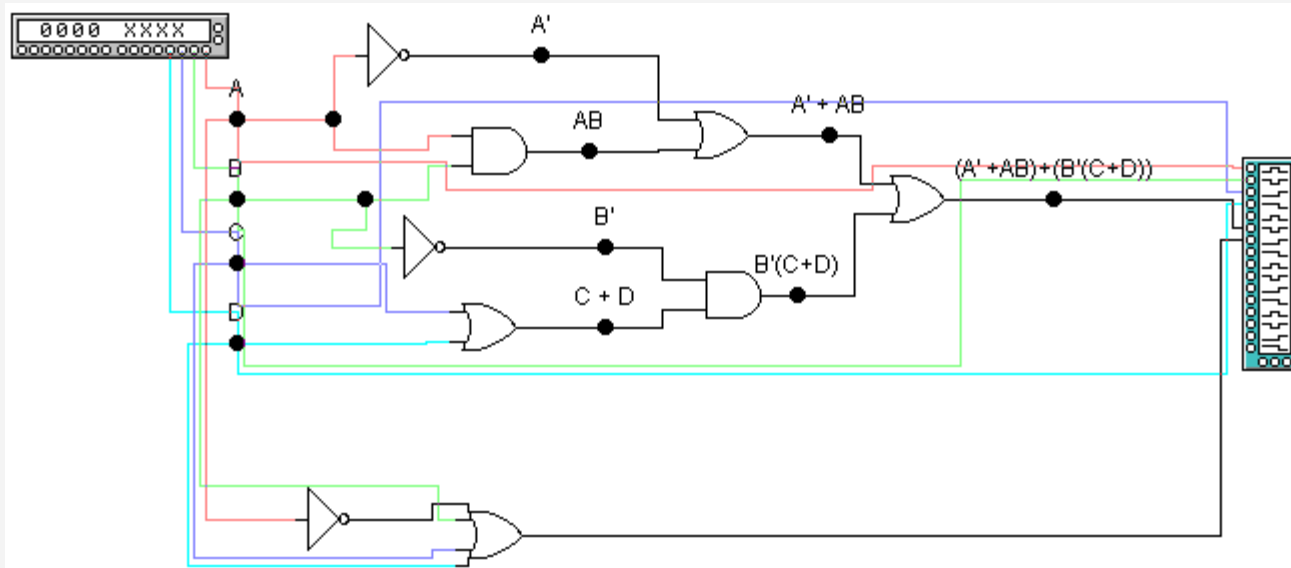 0000 XXXX
A'
A
A' + AB
AB
B
(A' +AB)+(B'(C+D))
B'
C
B'(C+D)
C + D
D